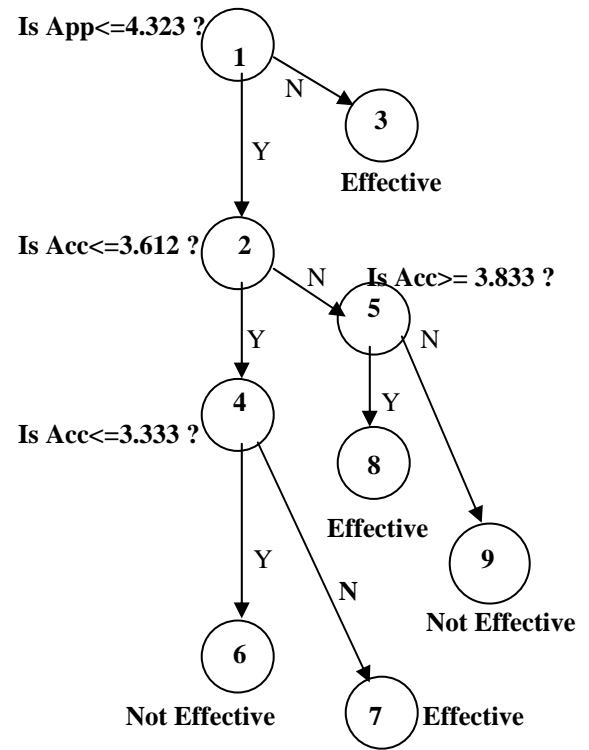 Is App<=4.323 ?
1
N
3
Effective
Y
Is Acc<=3.612 ?
2
N
Is Acc>= 3.833 ?
5
Y
N
4
Is Acc<=3.333 ?
Y
8
Effective
Y
N
9
Not Effective
6
Not Effective
7
Effective